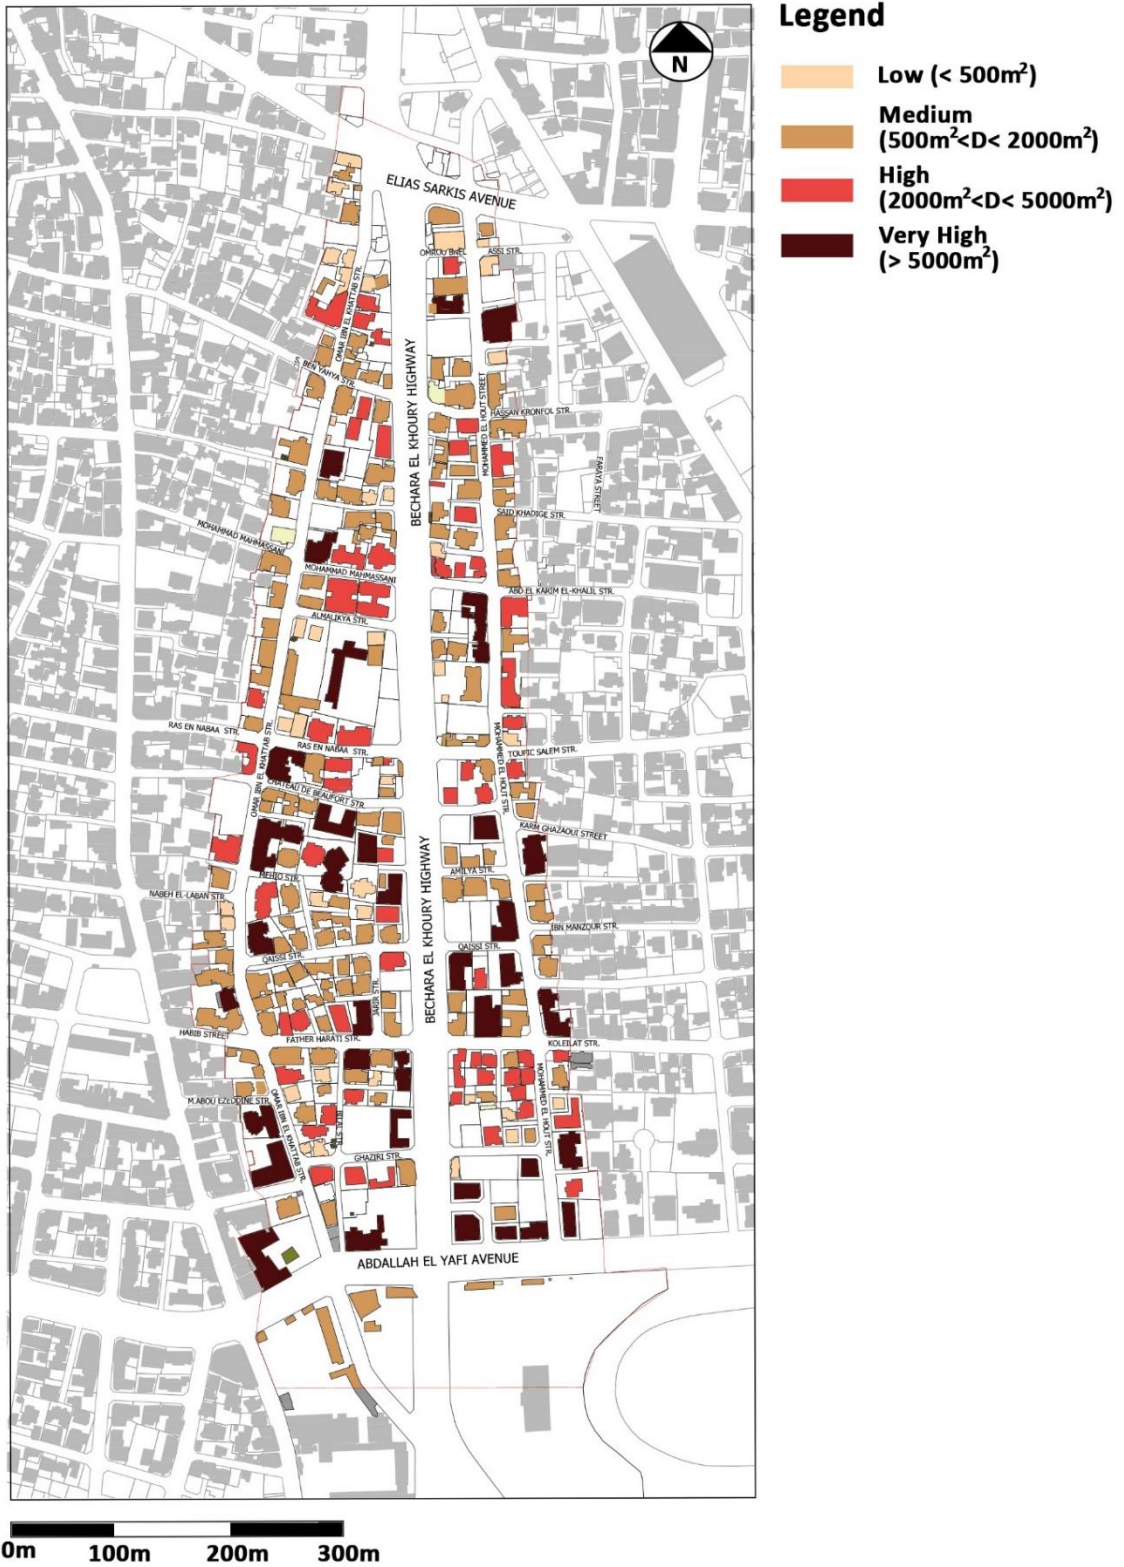 Legend
N
Low (< 500m²)
Medium
(500m²<D< 2000m²)
High
(2000m²<D< 5000m²)
Very High
(> 5000m²)
ELIAS SARKIS AVENUE
OMROU BNEL
ASSI STR.
OMAR IBN EL KHATTAB STR.
BEN YAHYA STR.
BECHARA EL KHOURY HIGHWAY
MOHAMMED EL HOUT STREET
HASSAN KRONFOL STR.
FARAYA STREET
SAID KHADIGE STR.
MOHAMMAD MAHMASSANI
MOHAMMAD MAHMASSANI
ABD EL KARIM EL-KHALIL STR.
ALMALIKYA STR.
RAS EN NABAA STR.
RAS EN NABAA STR.
OMAR IBN EL KHATTAB STR.
MOHAMMED EL HOUT STR.
TOUFIC SALEM STR.
CHATEAU DE BEAUFORT STR.
KARM GHAZAOUI STREET
BECHARA EL KHOURY HIGHWAY
AMILYA STR.
NABEH EL-LABAN STR.
IBN MANZOUR STR.
QAISSI STR.
QAISSI STR.
JARIR STR.
HABIB STREET
FATHER HARATI STR.
KOLEILAT STR.
M.ABOU EZEDDINE STR.
OMAR IBN EL KHATTAB STR.
MOHAMMED EL HOUT STR.
GHAZIRI STR.
ABDALLAH EL YAFI AVENUE
0m 100m 200m 300m